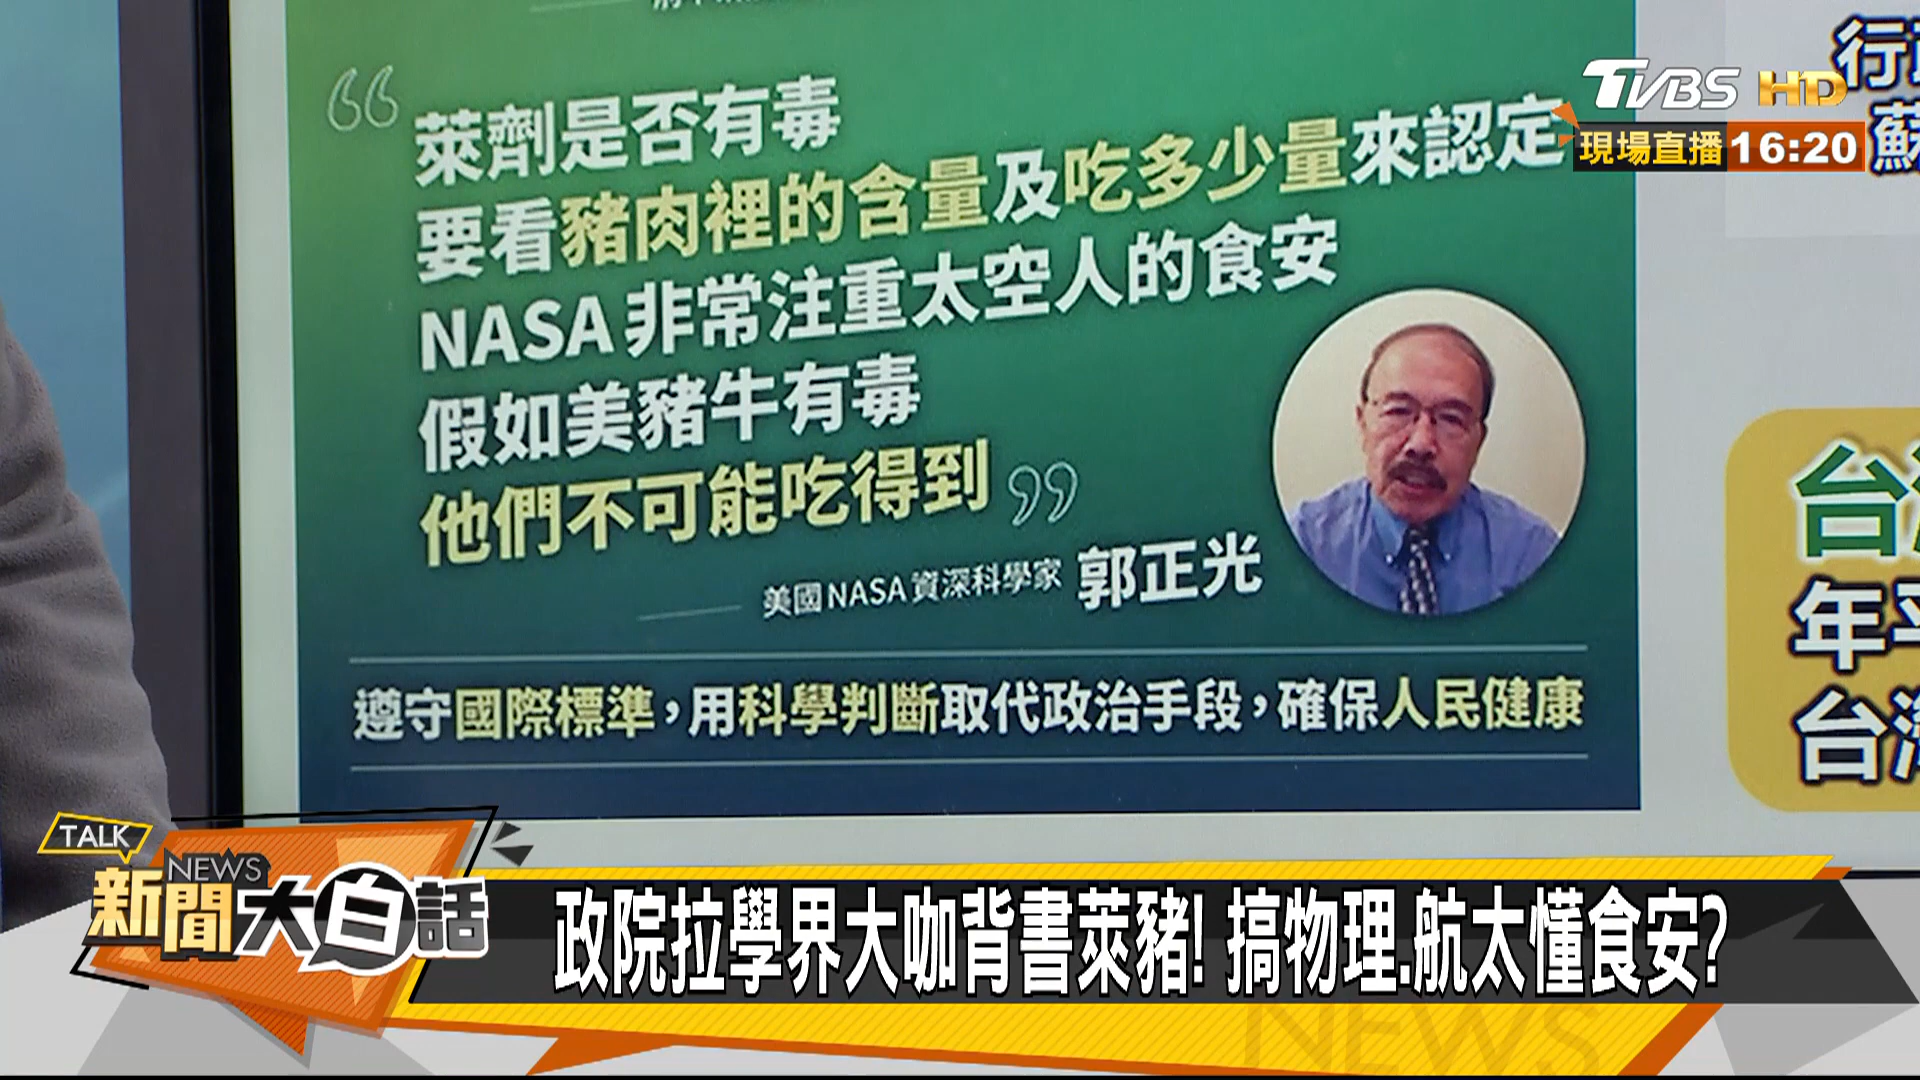 萊劑是否有毒
要看豬肉裡的含量及吃多少量來認定
NASA非常注重太空人的食安
假如美豬牛有毒
他們不可能吃得到
美國NASA資深科學家 郭正光
遵守國際標準，用科學判斷取代政治手段，確保人民健康
TVBS HD
現場直播 16:20
行
蘇
台
年
台
TALK
NEWS
新聞大白話
政院拉學界大咖背書萊豬! 搞物理.航太懂食安?
NEWS